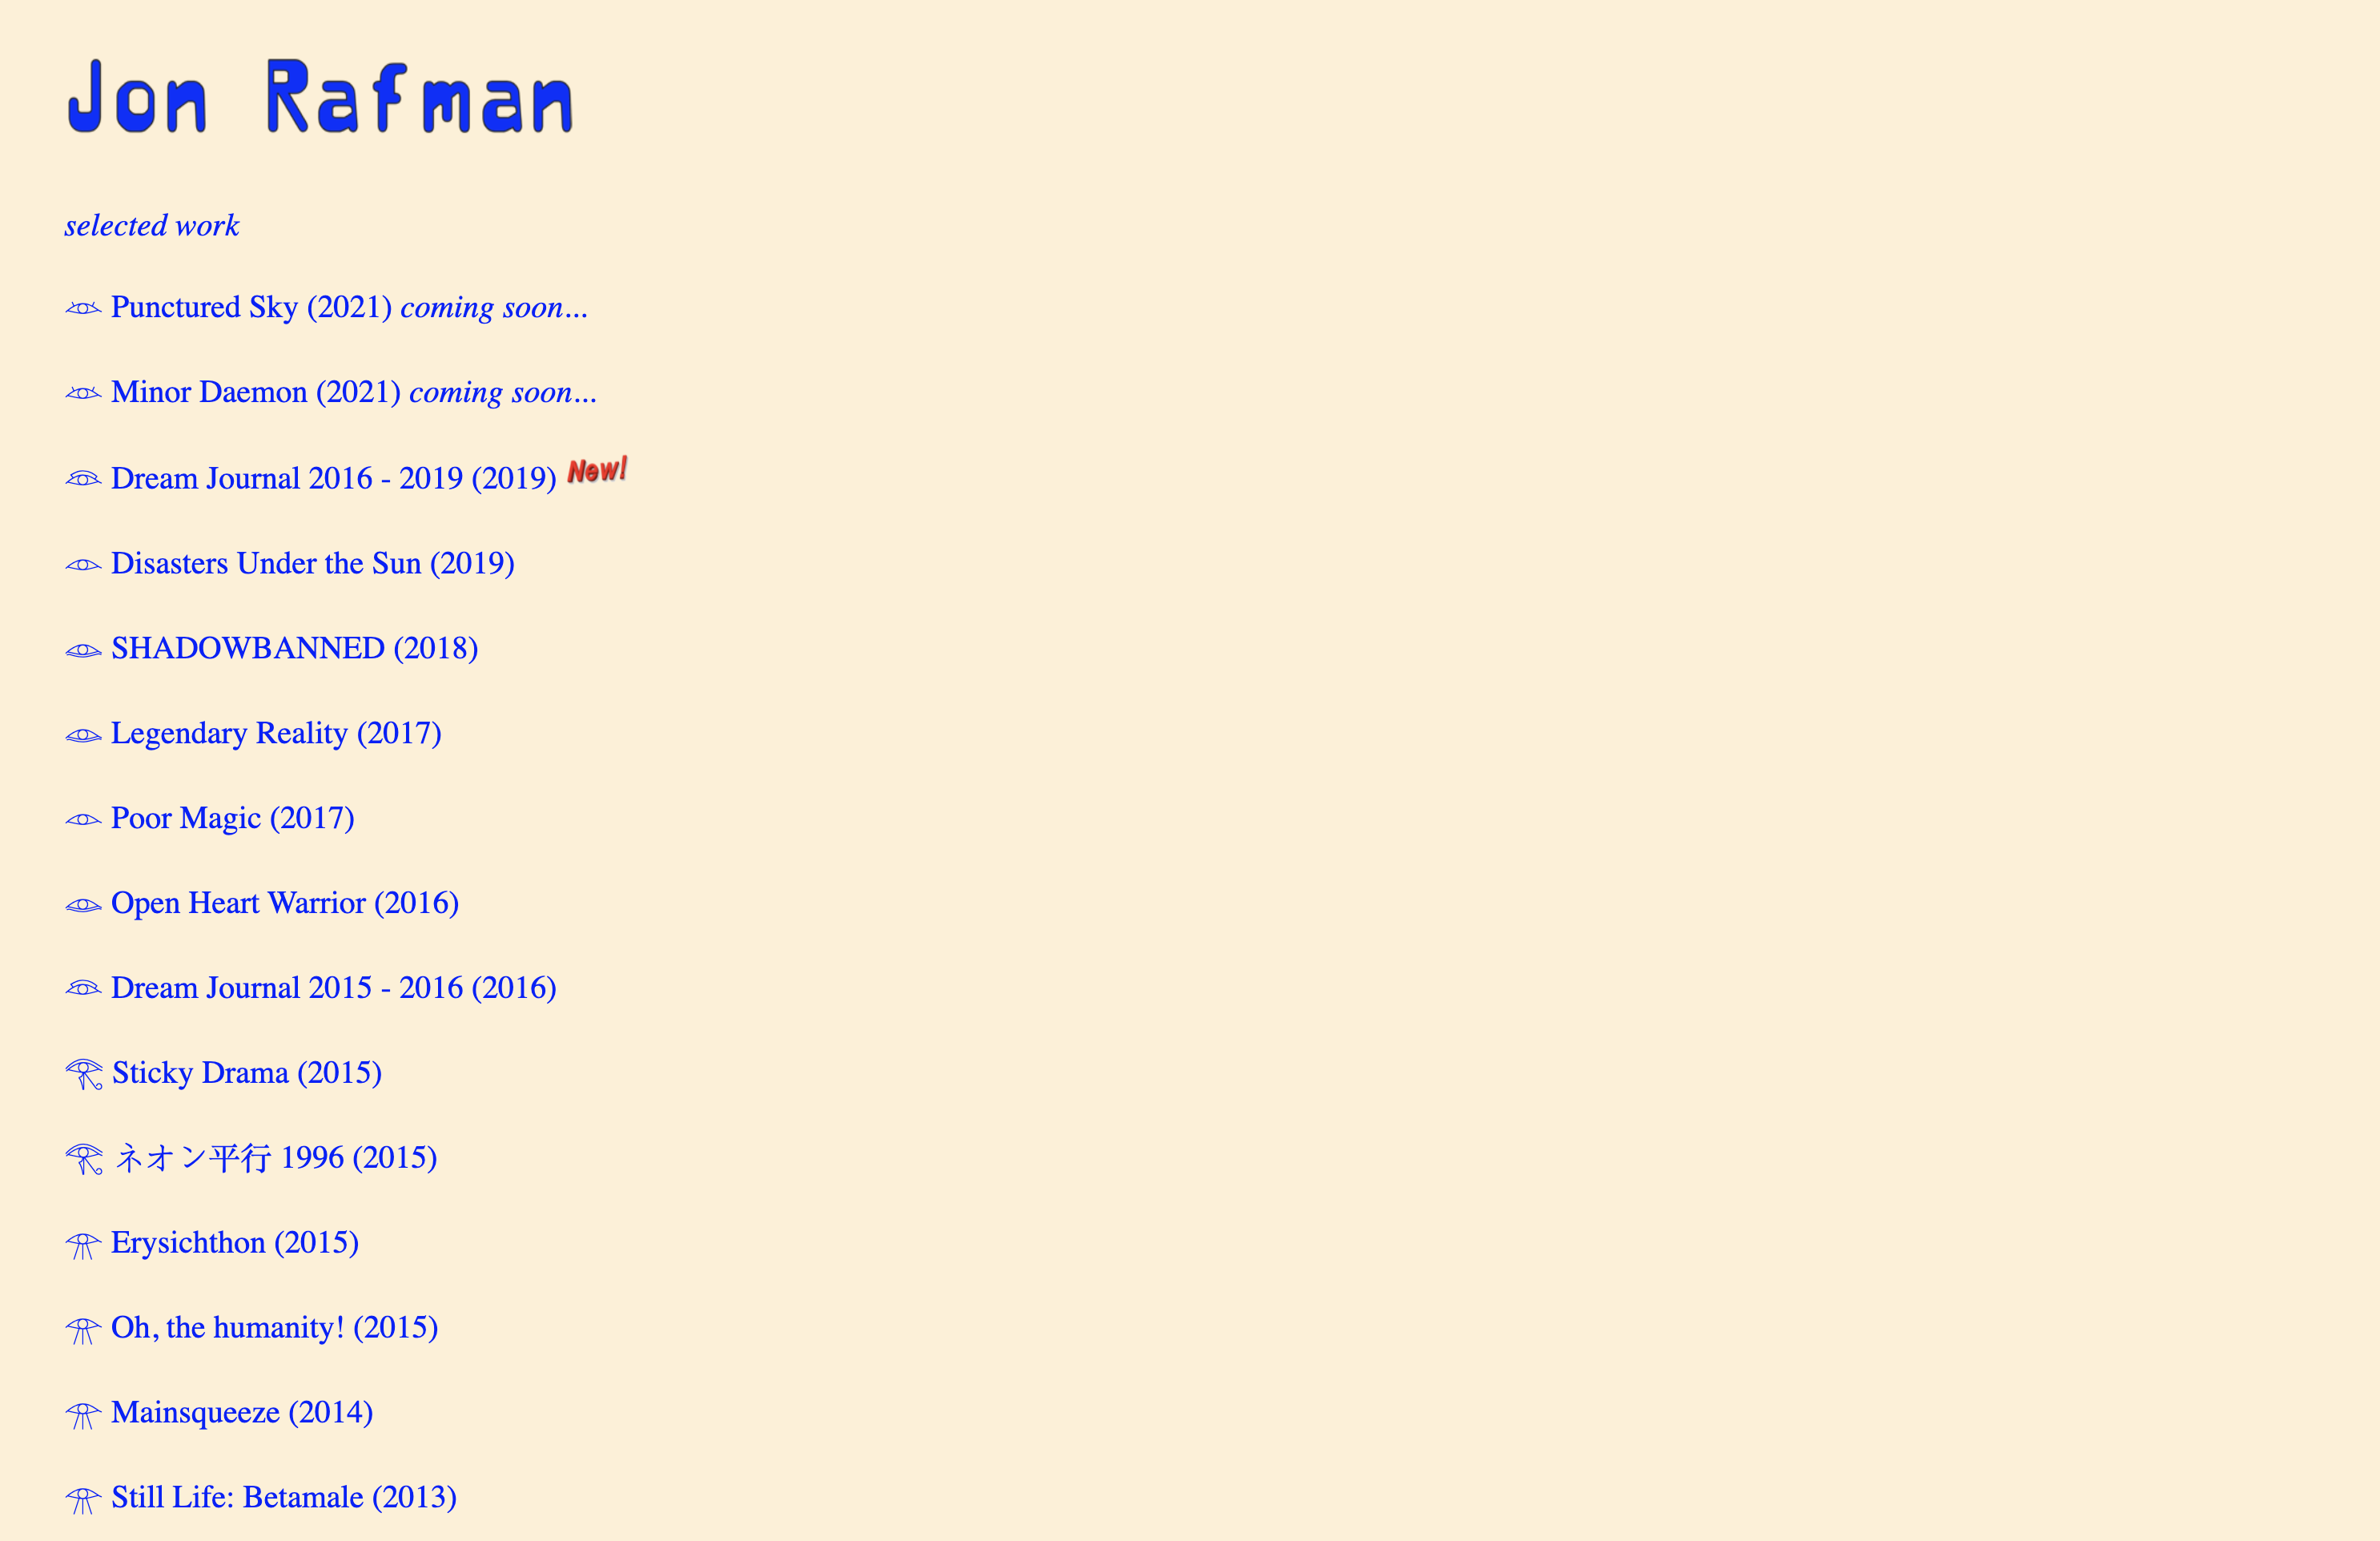 Jon Rafman
selected work
𓁹 Punctured Sky (2021) coming soon...
𓁹 Minor Daemon (2021) coming soon...
Dream Journal 2016 - 2019 (2019) New!
Disasters Under the Sun (2019)
SHADOWBANNED (2018)
Legendary Reality (2017)
Poor Magic (2017)
Open Heart Warrior (2016)
Dream Journal 2015 - 2016 (2016)
Sticky Drama (2015)
ネオン平行 1996 (2015)
Erysichthon (2015)
Oh, the humanity! (2015)
Mainsqueeze (2014)
Still Life: Betamale (2013)